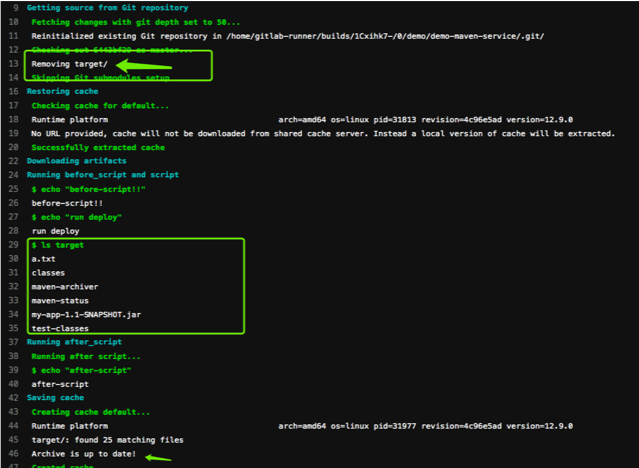 9 Getting source from Git repository
10 Fetching changes with git depth set to 50...
11 Reinitialized existing Git repository in /home/gitlab-runner/builds/1Cxihk7-/0/demo/demo-maven-service/.git/
12 Checking out 6443bf29 as master...
13 Removing target/
14 Skipping Git submodules setup
16 Restoring cache
17 Checking cache for default...
18 Runtime platform arch=amd64 os=linux pid=31813 revision=4c96e5ad version=12.9.0
19 No URL provided, cache will not be downloaded from shared cache server. Instead a local version of cache will be extracted.
20 Successfully extracted cache
22 Downloading artifacts
24 Running before_script and script
25 $ echo "before-script!!"
26 before-script!!
27 $ echo "run deploy"
28 run deploy
29 $ ls target
30 a.txt
31 classes
32 maven-archiver
33 maven-status
34 my-app-1.1-SNAPSHOT.jar
35 test-classes
37 Running after_script
38 Running after script...
39 $ echo "after-script"
40 after-script
42 Saving cache
43 Creating cache default...
44 Runtime platform arch=amd64 os=linux pid=31977 revision=4c96e5ad version=12.9.0
45 target/: found 25 matching files
46 Archive is up to date!
47 Created cache